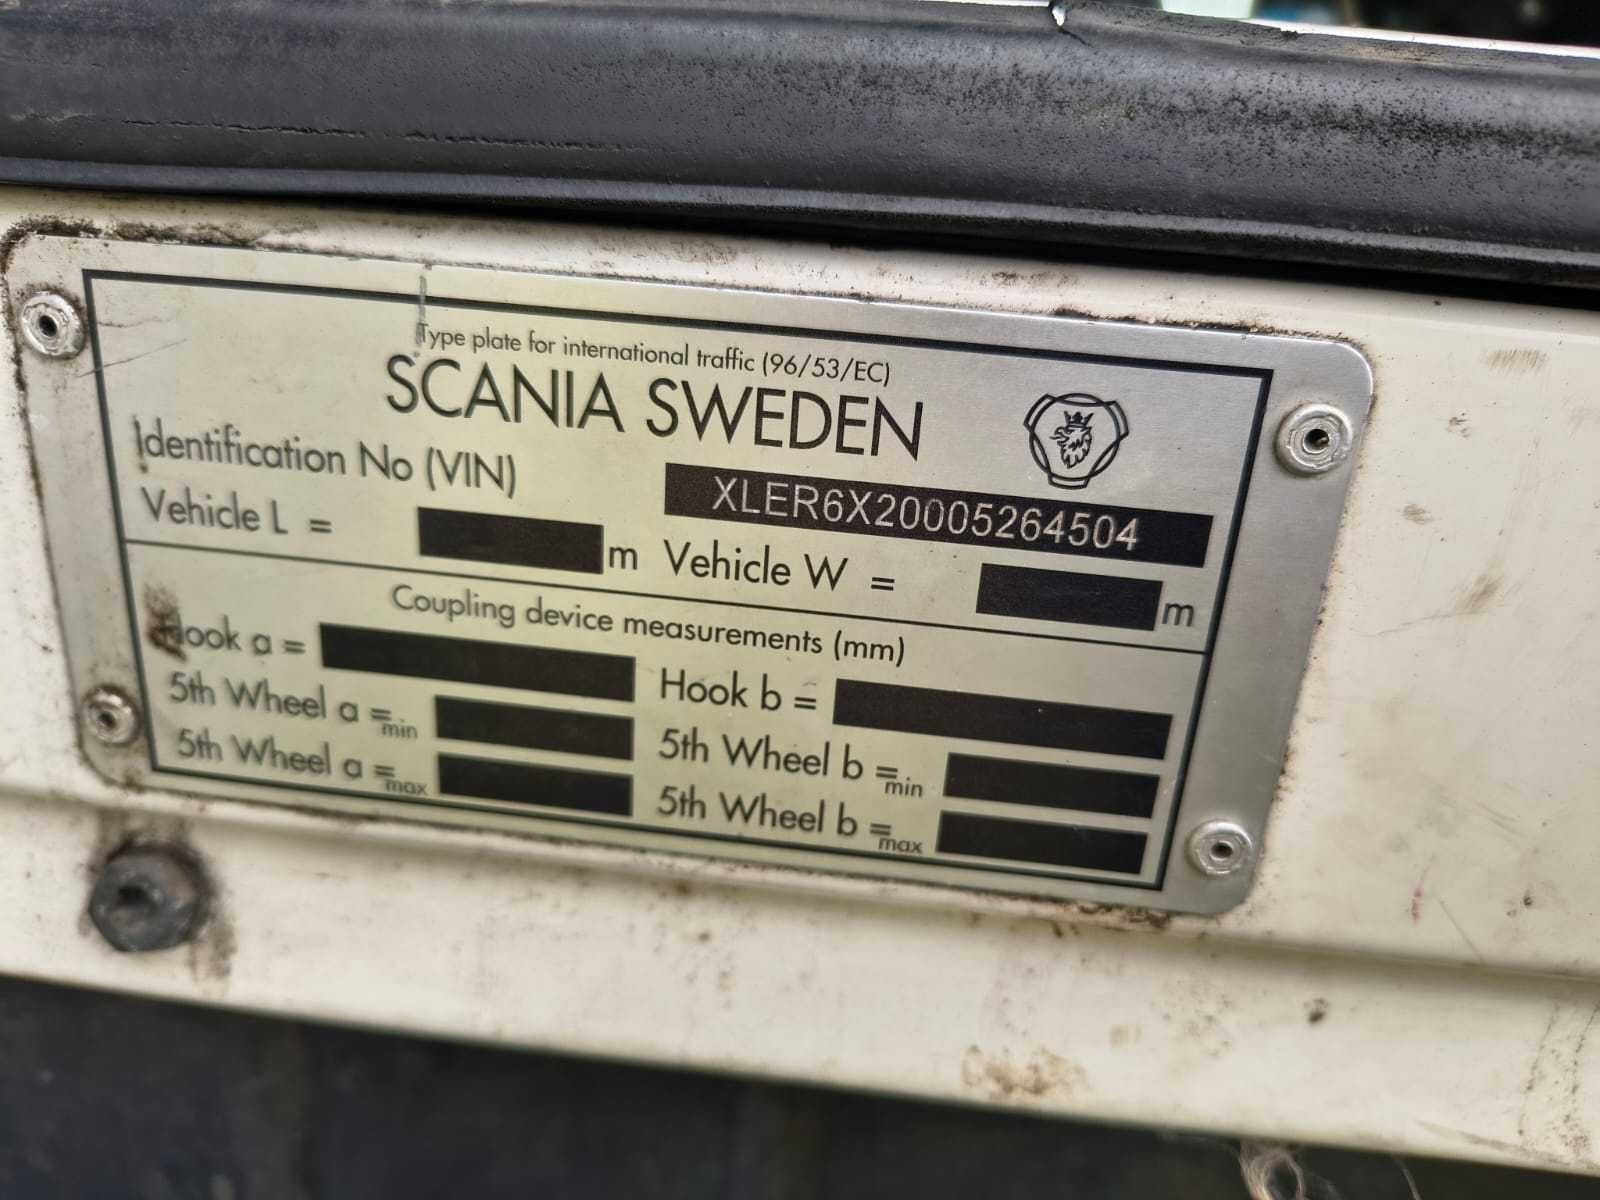 Type plate for international traffic (96/53/EC)
SCANIA SWEDEN
Identification No (VIN) XLER6X20005264504
Vehicle L = m Vehicle W = m
Coupling device measurements (mm)
Hook a = Hook b =
5th Wheel a =min 5th Wheel b =min
5th Wheel a =max 5th Wheel b =max